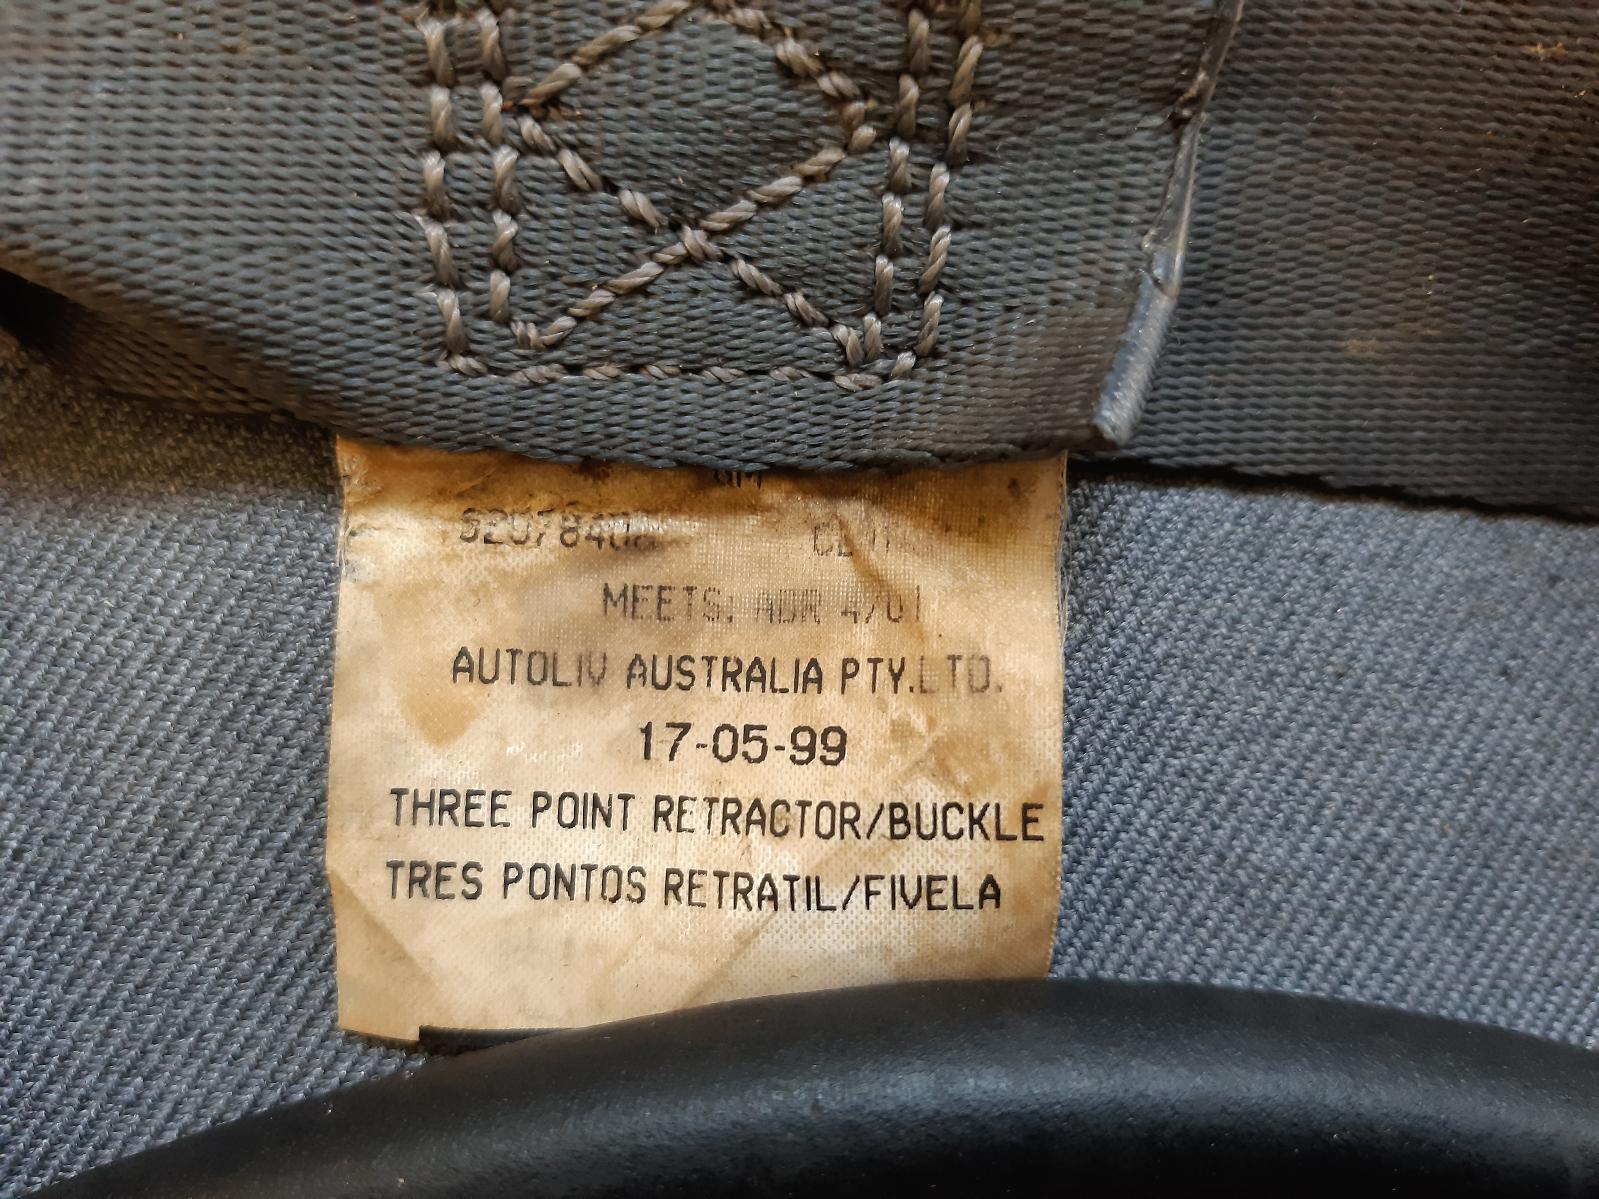 GM
MEETS. ADR 4/01
AUTOLIV AUSTRALIA PTY.LTD.
17-05-99
THREE POINT RETRACTOR/BUCKLE
TRES PONTOS RETRATIL/FIVELA